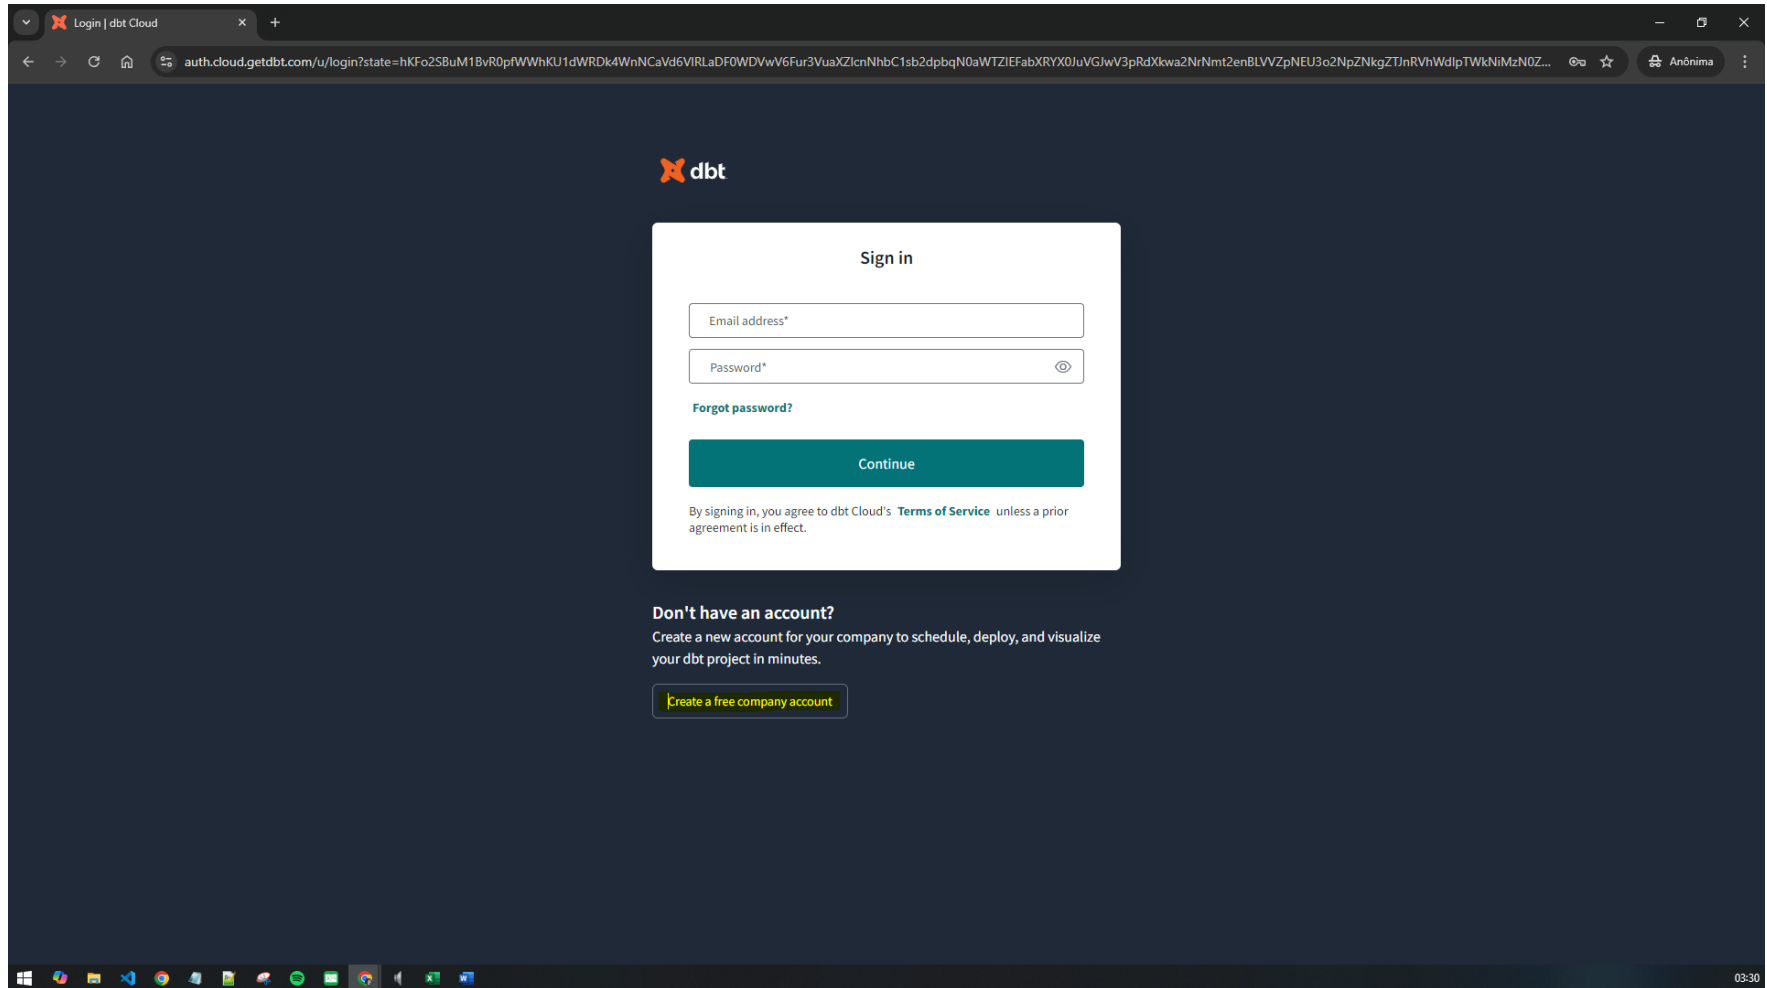 Login | dbt Cloud
auth.cloud.getdbt.com/u/login?state=hKFo2SBuM1BvR0pfWWhKU1dWRDk4WnNCaVd6VlRLaDF0WDVwV6Fur3VuaXZlcnNhbC1sb2dpbqN0aWTZIEFabXRYX0JuVGJwV3pRdXkwa2NrNmt2enBLVVZpNEU3o2NpZNkgZTJnRVhWdlpTWkNiMzN0Z...
Anônima
dbt
Sign in
Email address*
Password*
Forgot password?
Continue
By signing in, you agree to dbt Cloud's Terms of Service unless a prior
agreement is in effect.
Don't have an account?
Create a new account for your company to schedule, deploy, and visualize
your dbt project in minutes.
Create a free company account
03:30